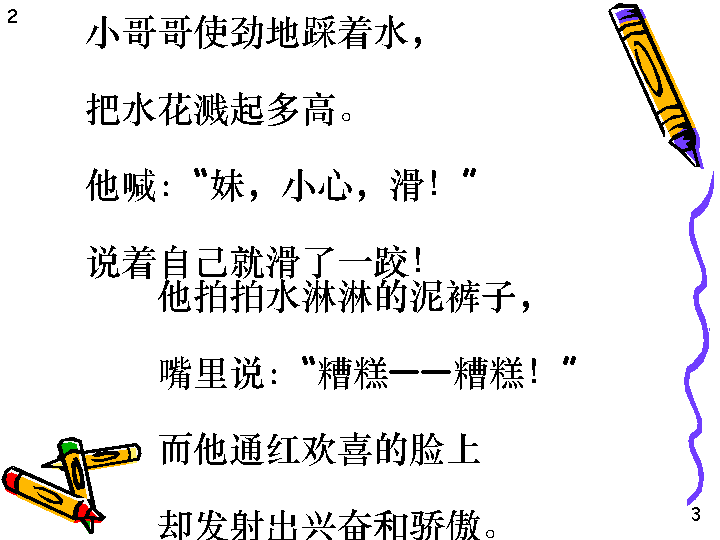 2
小哥哥使劲地踩着水，
把水花溅起多高。
他喊：“妹，小心，滑！”
说着自己就滑了一跤！
他拍拍水淋淋的泥裤子，
嘴里说：“糟糕——糟糕！”
而他通红欢喜的脸上
却发射出兴奋和骄傲。
3